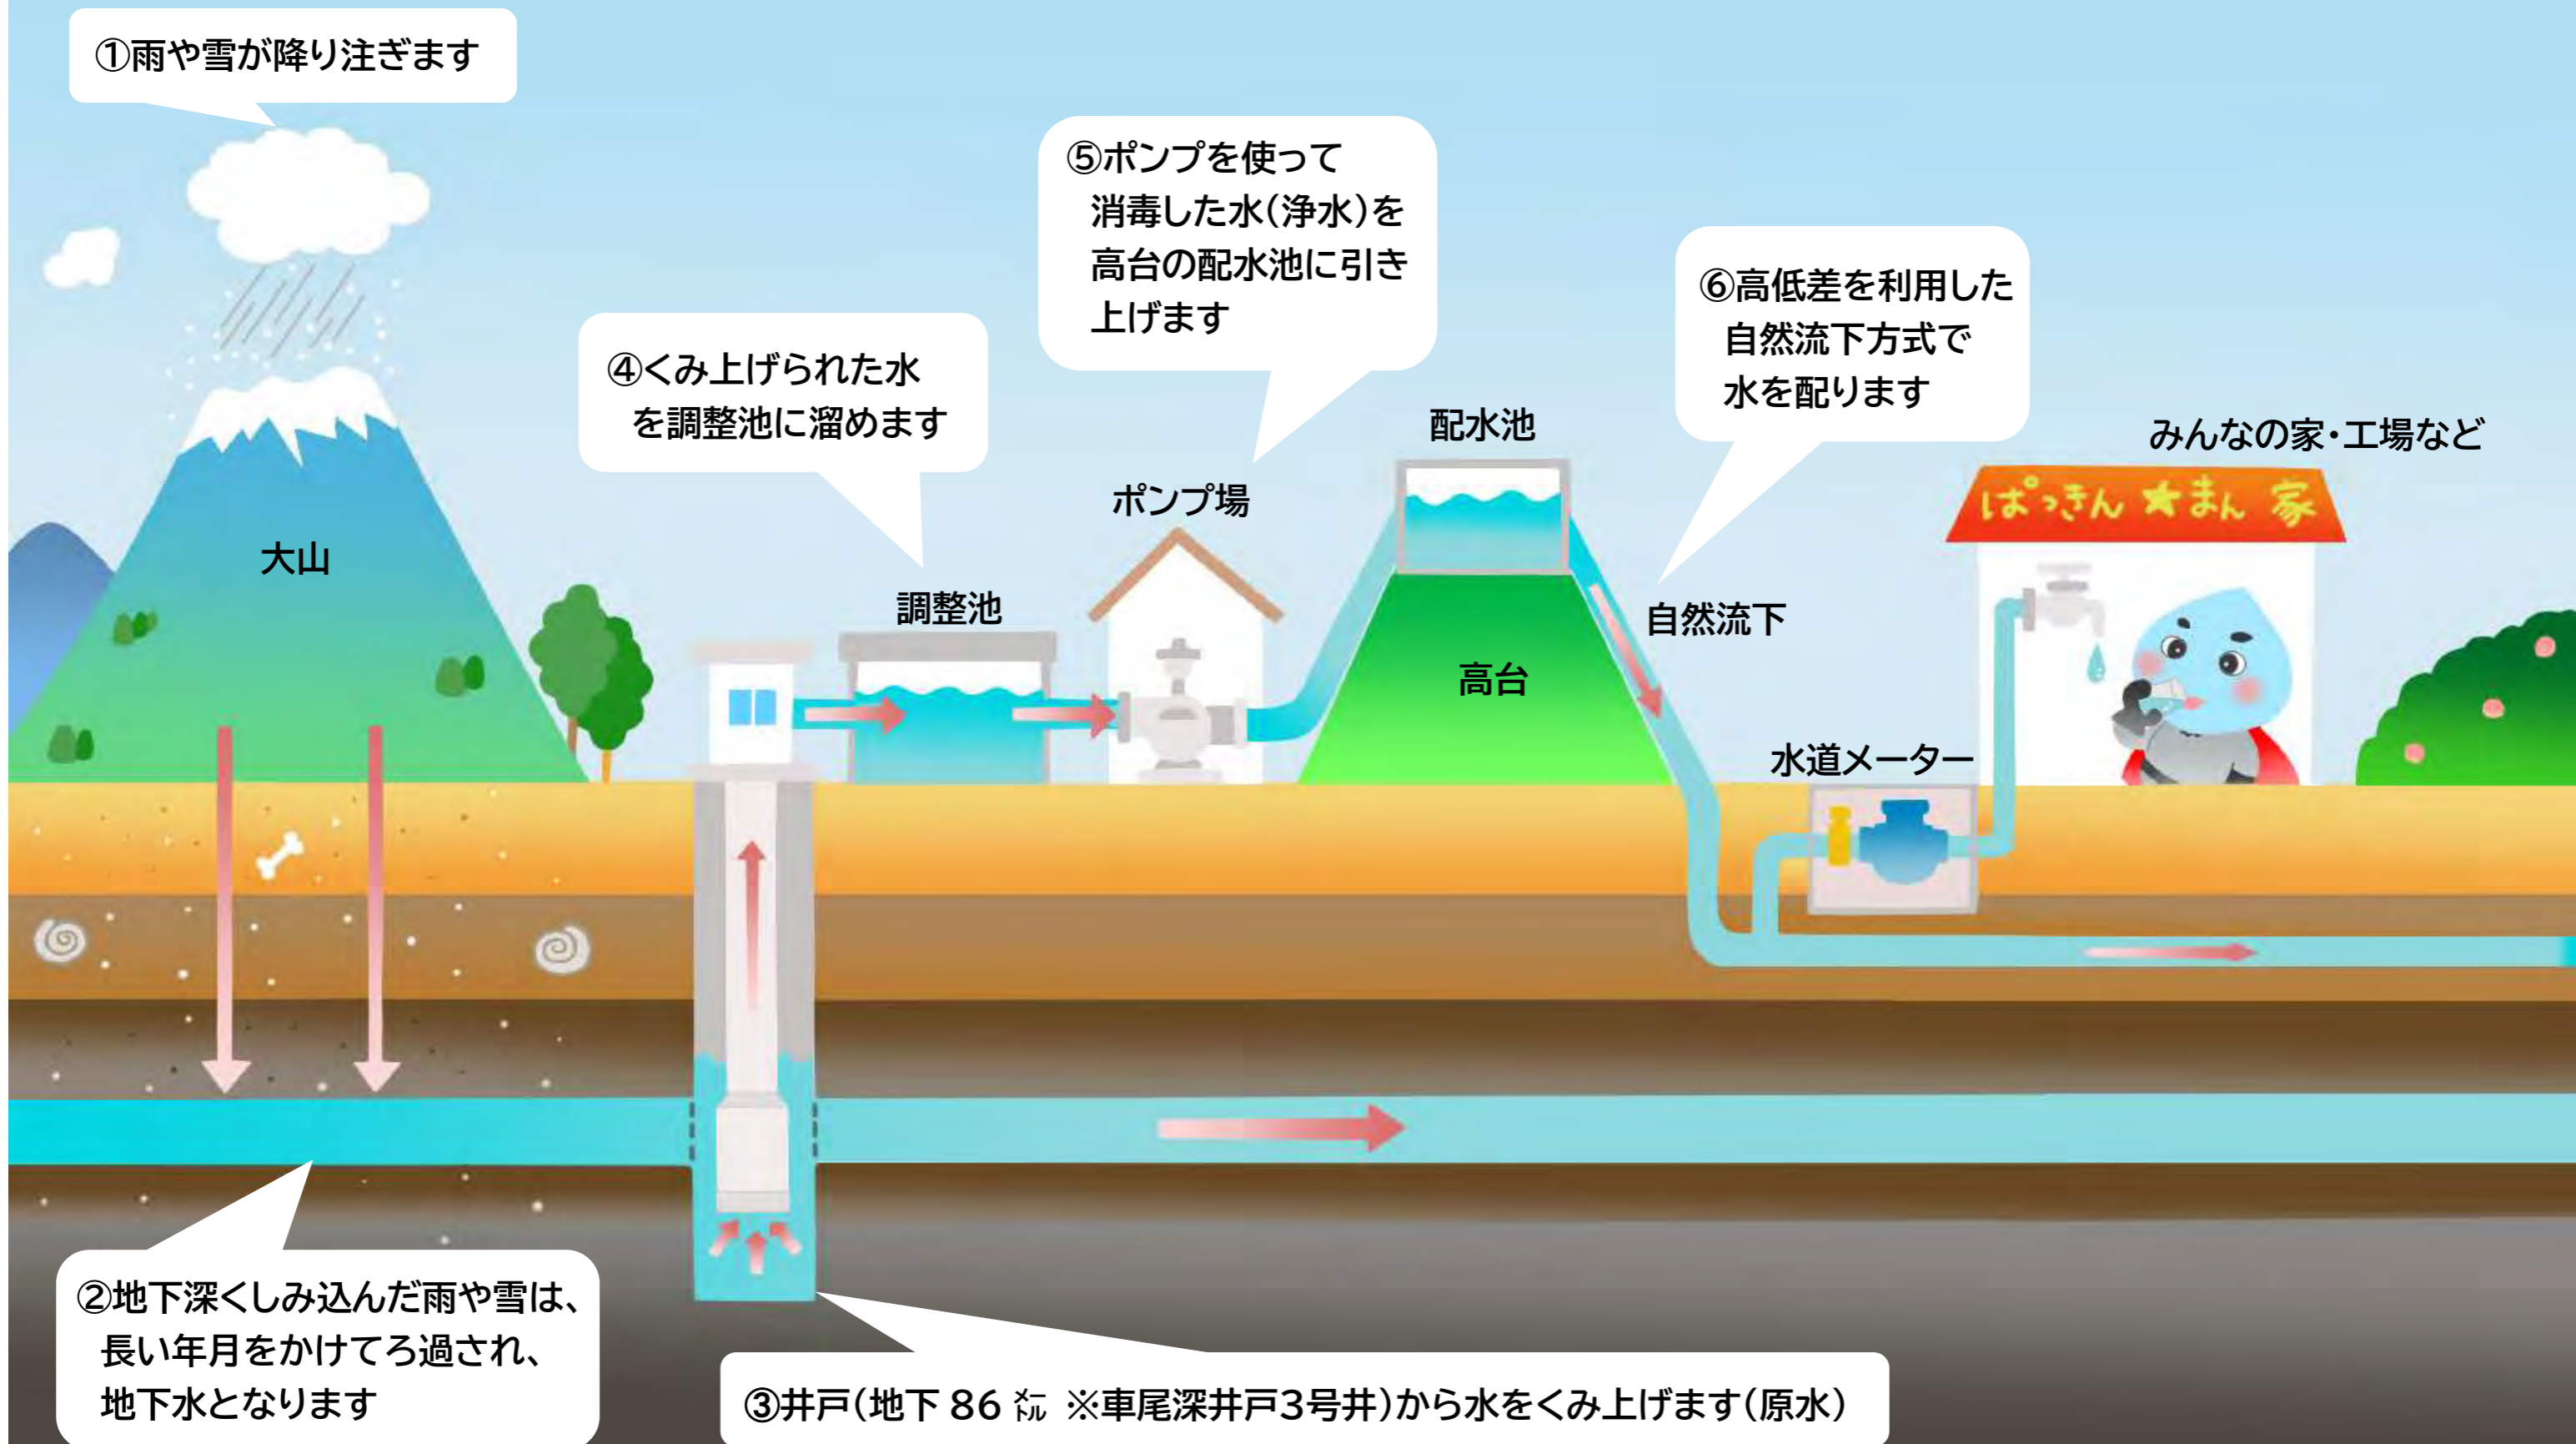 ①雨や雪が降り注ぎます
⑤ポンプを使って
消毒した水(浄水)を
高台の配水池に引き
上げます
⑥高低差を利用した
自然流下方式で
水を配ります
④くみ上げられた水
を調整池に溜めます
配水池
みんなの家・工場など
ぱっきん★まん家
ポンプ場
大山
調整池
自然流下
高台
水道メーター
②地下深くしみ込んだ雨や雪は、
長い年月をかけてろ過され、
地下水となります
③井戸(地下 86 ㍍ ※車尾深井戸3号井)から水をくみ上げます(原水)